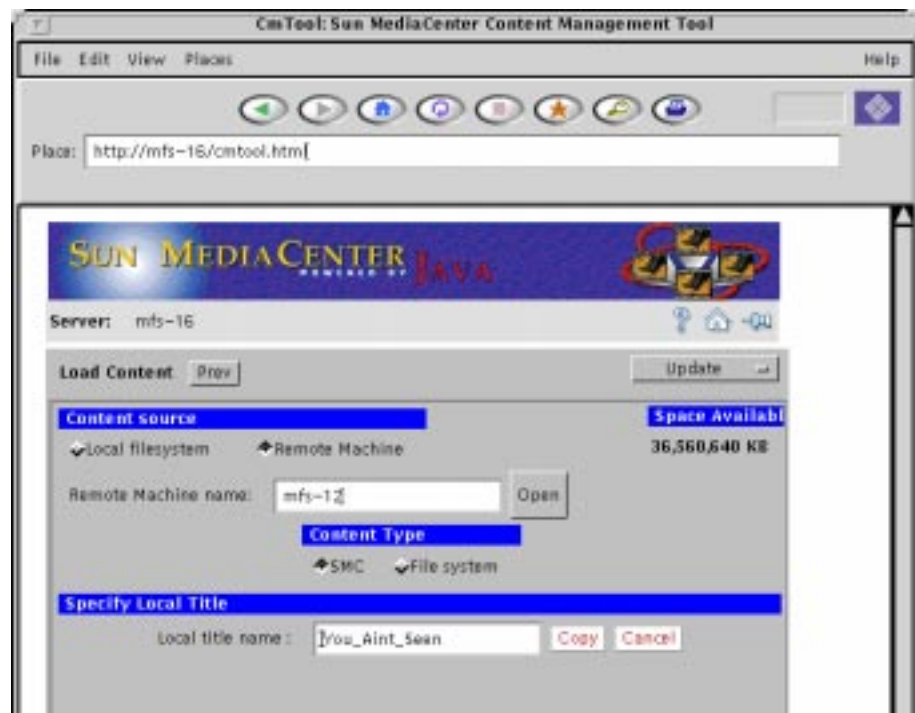 CmTool: Sun MediaCenter Content Management Tool
File Edit View Places Help
Place: http://mfs-16/cmtool.html
SUN MEDIACENTER
POWERED BY JAVA
Server: mfs-16
Load Content Prev Update
Content source Space Availabl
Local filesystem Remote Machine 36,560,640 KB
Remote Machine name: mfs-12 Open
Content Type
SMC File system
Specify Local Title
Local title name : You_Aint_Seen Copy Cancel